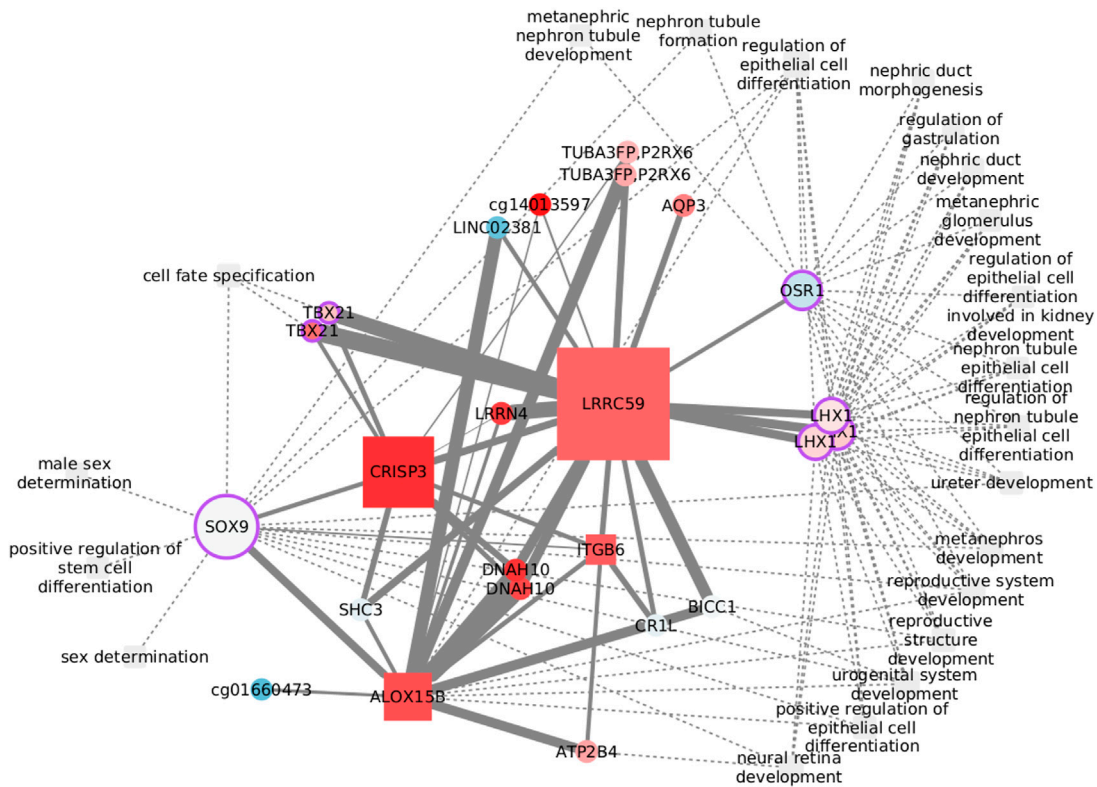 metanephric
nephron tubule
development
nephron tubule
formation
regulation of
epithelial cell
differentiation
nephric duct
morphogenesis
regulation of
gastrulation
nephric duct
development
metanephric
glomerulus
development
regulation of
epithelial cell
differentiation
involved in kidney
development
nephron tubule
epithelial cell
differentiation
regulation of
nephron tubule
epithelial cell
differentiation
ureter development
metanephros
development
reproductive system
development
reproductive
structure
development
urogenital system
development
positive regulation of
epithelial cell
differentiation
neural retina
development
TUBA3FP,P2RX6
TUBA3FP,P2RX6
cg14013597
AQP3
LINC02381
cell fate specification
OSR1
TBX21
TBX21
LRRC59
LRRN4
LHX1
LHX1
X1
CRISP3
male sex
determination
SOX9
positive regulation of
stem cell
differentiation
ITGB6
DNAH10
DNAH10
SHC3
BICC1
CR1L
sex determination
cg01660473
ALOX15B
ATP2B4